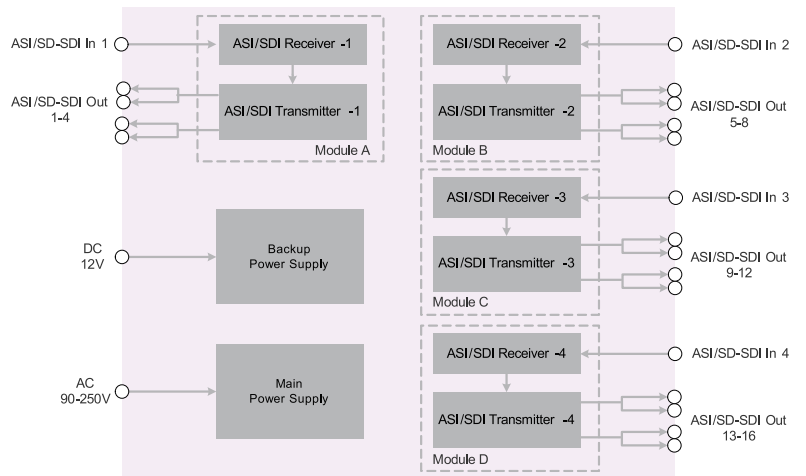 ASI/SD-SDI In 1
ASI/SDI Receiver -1
ASI/SD-SDI Out
1-4
ASI/SDI Transmitter -1
Module A
ASI/SDI Receiver -2
ASI/SD-SDI In 2
ASI/SDI Transmitter -2
ASI/SD-SDI Out
5-8
Module B
ASI/SDI Receiver -3
ASI/SD-SDI In 3
ASI/SDI Transmitter -3
ASI/SD-SDI Out
9-12
Module C
DC
12V
Backup
Power Supply
ASI/SDI Receiver -4
ASI/SD-SDI In 4
AC
90-250V
Main
Power Supply
ASI/SDI Transmitter -4
ASI/SD-SDI Out
13-16
Module D